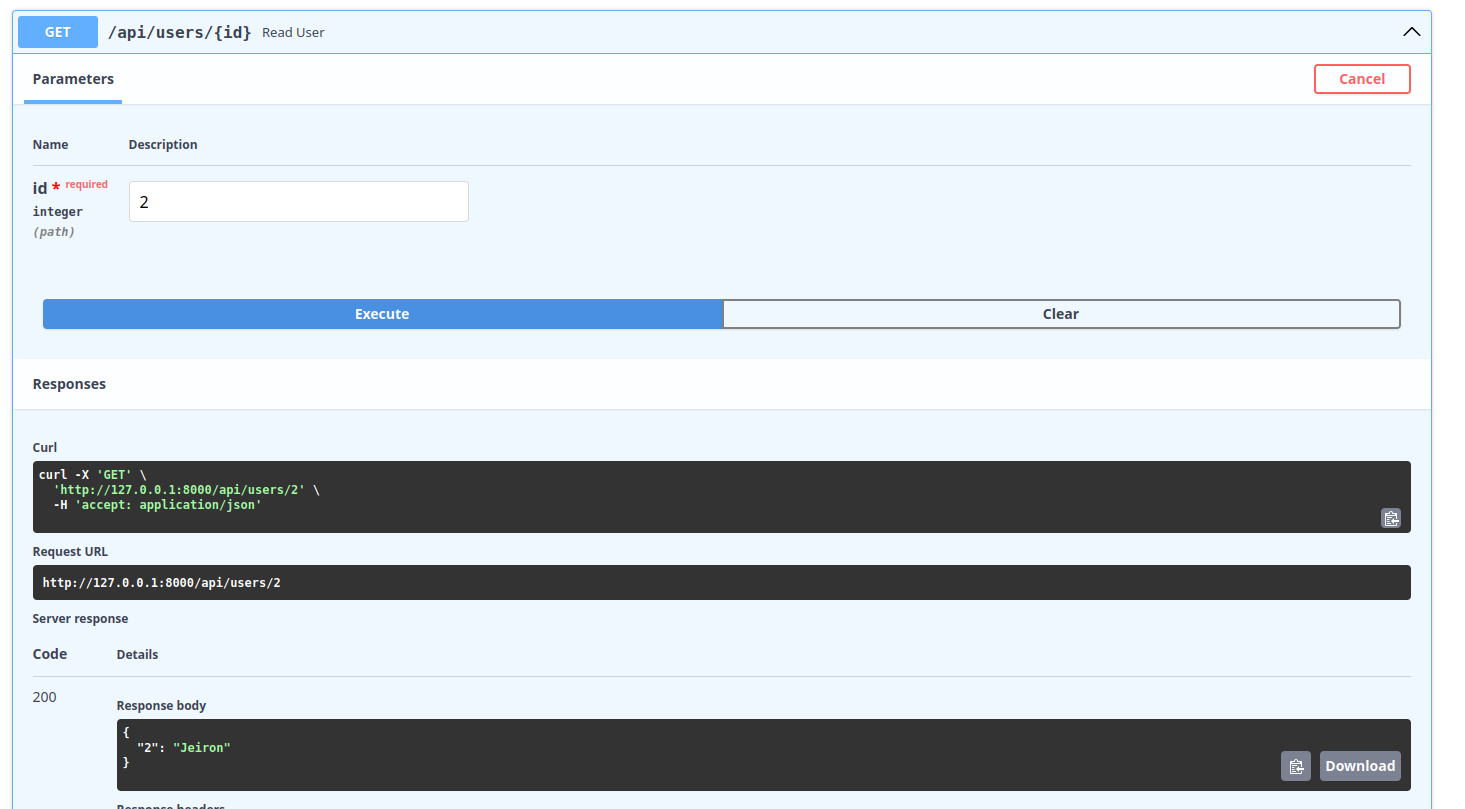 GET /api/users/{id} Read User
Parameters Cancel
Name Description
id * required
integer
(path)
2
Execute Clear
Responses
Curl
curl -X 'GET' \
  'http://127.0.0.1:8000/api/users/2' \
  -H 'accept: application/json'
Request URL
http://127.0.0.1:8000/api/users/2
Server response
Code Details
200
Response body
{
  "2": "Jeiron"
}
Download
Response headers